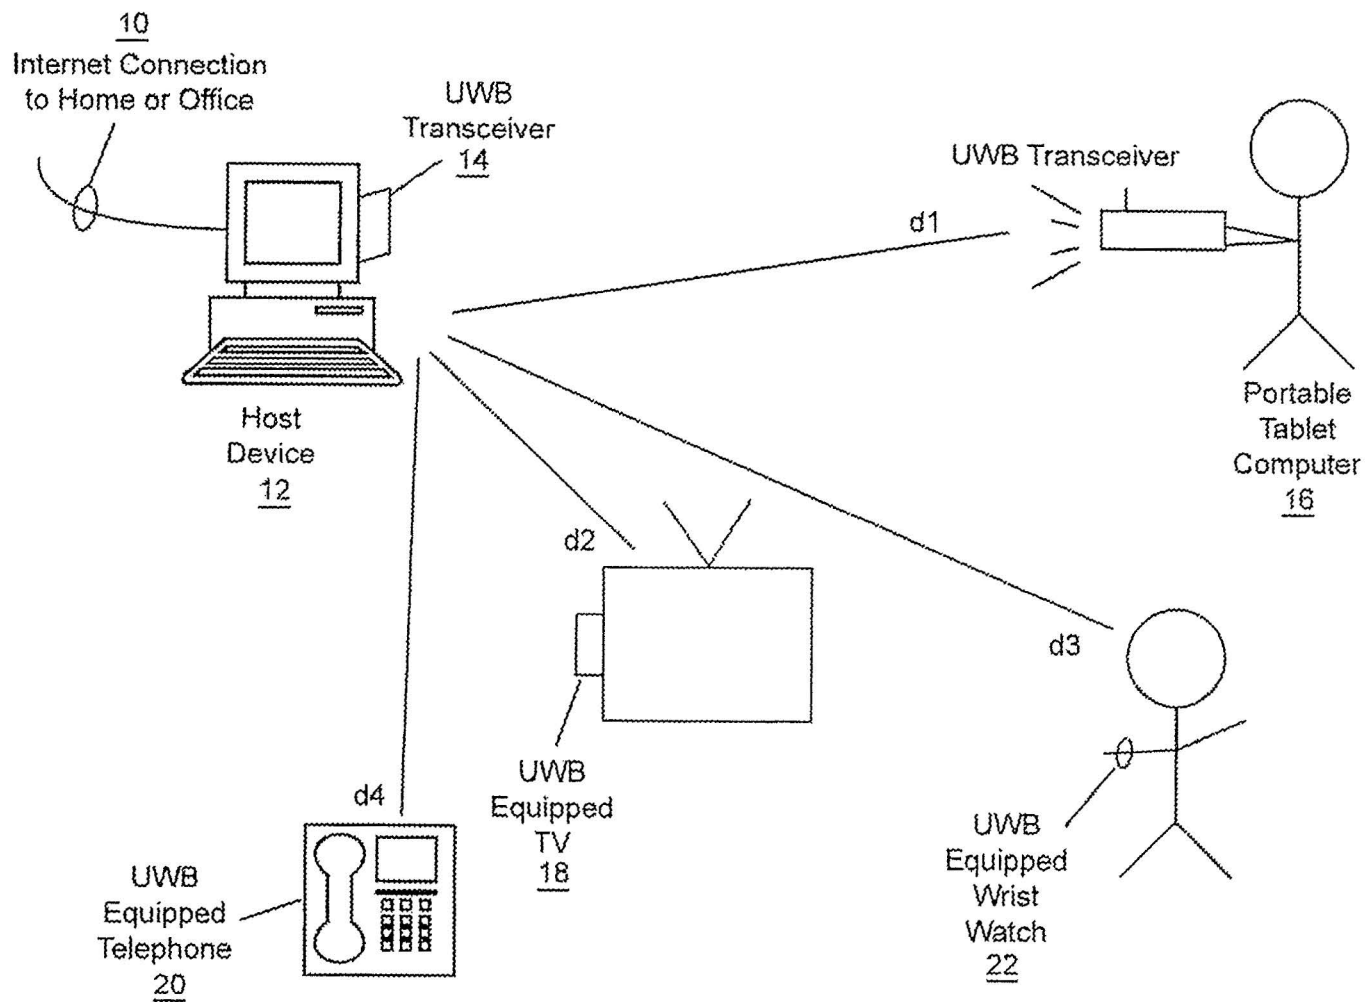 10
Internet Connection
to Home or Office
UWB
Transceiver
14
UWB Transceiver
d1
Host
Device
12
Portable
Tablet
Computer
16
d2
d3
d4
UWB
Equipped
TV
18
UWB
Equipped
Telephone
20
UWB
Equipped
Wrist
Watch
22